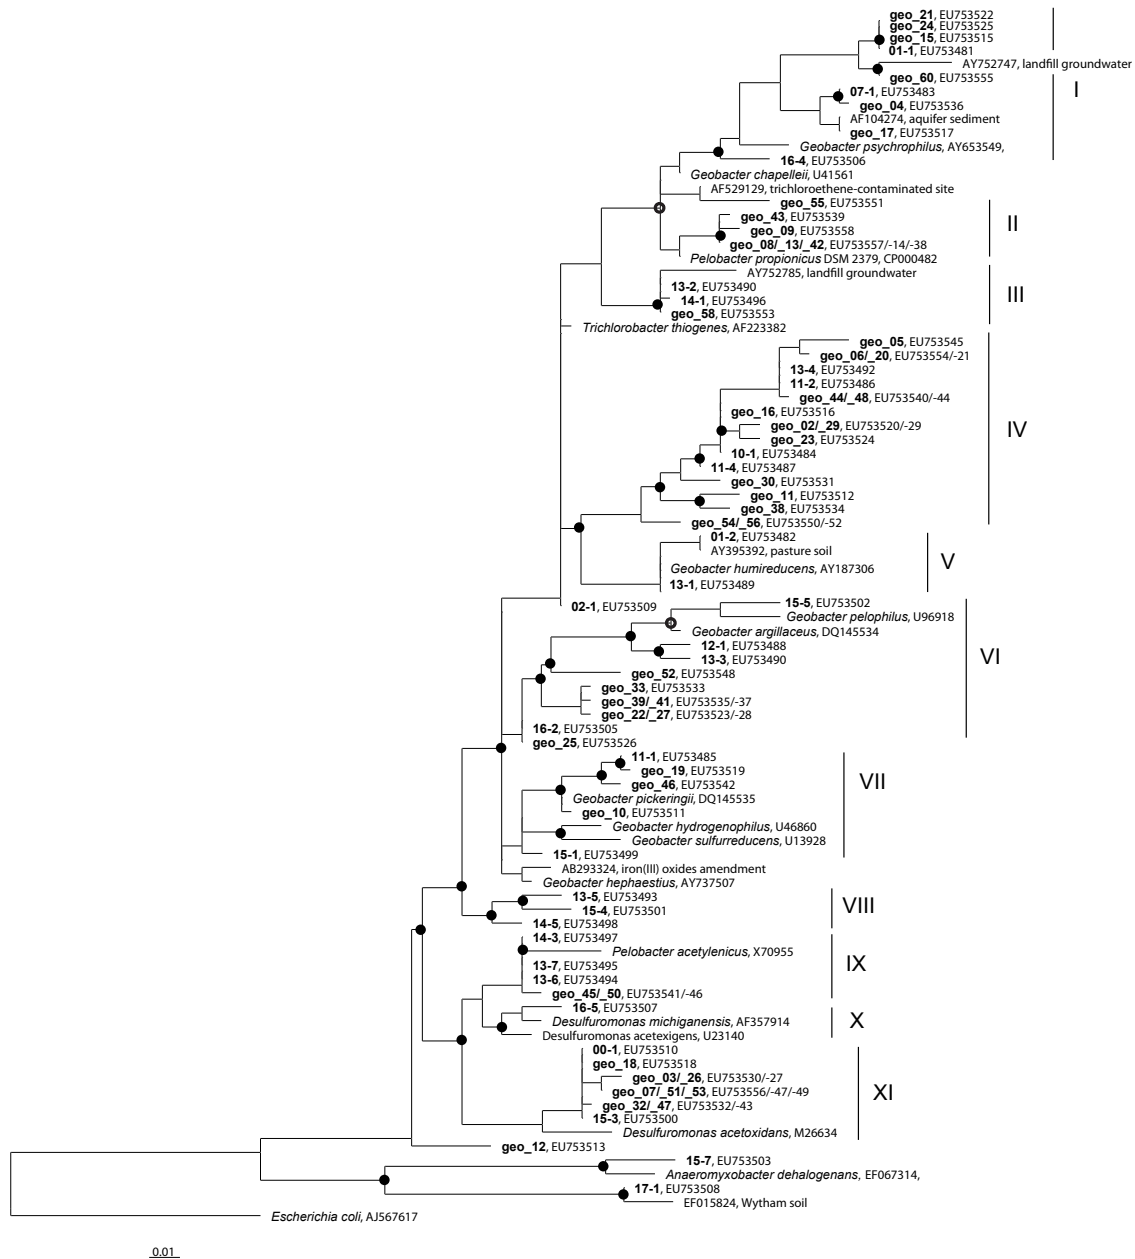 geo_21, EU753522
geo_24, EU753525
geo_15, EU753515
01-1, EU753481
AY752747, landfill groundwater
geo_60, EU753555
I
07-1, EU753483
geo_04, EU753536
AF104274, aquifer sediment
geo_17, EU753517
Geobacter psychrophilus, AY653549,
16-4, EU753506
Geobacter chapelleii, U41561
AF529129, trichloroethene-contaminated site
geo_55, EU753551
geo_43, EU753539
II
geo_09, EU753558
geo_08/_13/_42, EU753557/-14/-38
Pelobacter propionicus DSM 2379, CP000482
AY752785, landfill groundwater
13-2, EU753490
III
14-1, EU753496
geo_58, EU753553
Trichlorobacter thiogenes, AF223382
geo_05, EU753545
geo_06/_20, EU753554/-21
13-4, EU753492
11-2, EU753486
geo_44/_48, EU753540/-44
geo_16, EU753516
geo_02/_29, EU753520/-29
IV
geo_23, EU753524
10-1, EU753484
11-4, EU753487
geo_30, EU753531
geo_11, EU753512
geo_38, EU753534
geo_54/_56, EU753550/-52
01-2, EU753482
AY395392, pasture soil
V
Geobacter humireducens, AY187306
13-1, EU753489
02-1, EU753509
15-5, EU753502
Geobacter pelophilus, U96918
Geobacter argillaceus, DQ145534
12-1, EU753488
VI
13-3, EU753490
geo_52, EU753548
geo_33, EU753533
geo_39/_41, EU753535/-37
geo_22/_27, EU753523/-28
16-2, EU753505
geo_25, EU753526
11-1, EU753485
geo_19, EU753519
VII
geo_46, EU753542
Geobacter pickeringii, DQ145535
geo_10, EU753511
Geobacter hydrogenophilus, U46860
Geobacter sulfurreducens, U13928
15-1, EU753499
AB293324, iron(III) oxides amendment
Geobacter hephaestius, AY737507
13-5, EU753493
VIII
15-4, EU753501
14-5, EU753498
14-3, EU753497
Pelobacter acetylenicus, X70955
IX
13-7, EU753495
13-6, EU753494
geo_45/_50, EU753541/-46
16-5, EU753507
X
Desulfuromonas michiganensis, AF357914
Desulfuromonas acetexigens, U23140
00-1, EU753510
geo_18, EU753518
geo_03/_26, EU753530/-27
XI
geo_07/_51/_53, EU753556/-47/-49
geo_32/_47, EU753532/-43
15-3, EU753500
Desulfuromonas acetoxidans, M26634
geo_12, EU753513
15-7, EU753503
Anaeromyxobacter dehalogenans, EF067314,
17-1, EU753508
EF015824, Wytham soil
Escherichia coli, AJ567617
0.01